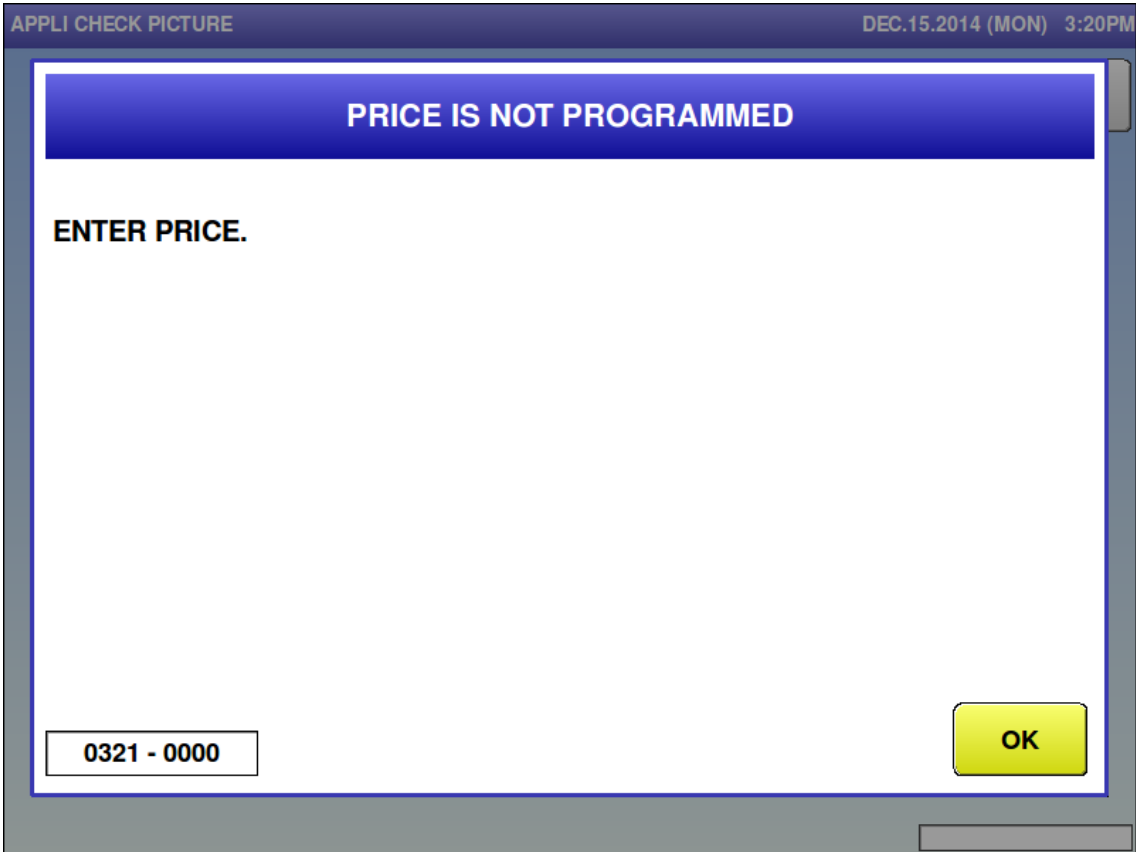 APPLI CHECK PICTURE DEC.15.2014 (MON) 3:20PM
PRICE IS NOT PROGRAMMED
ENTER PRICE.
0321 - 0000
OK